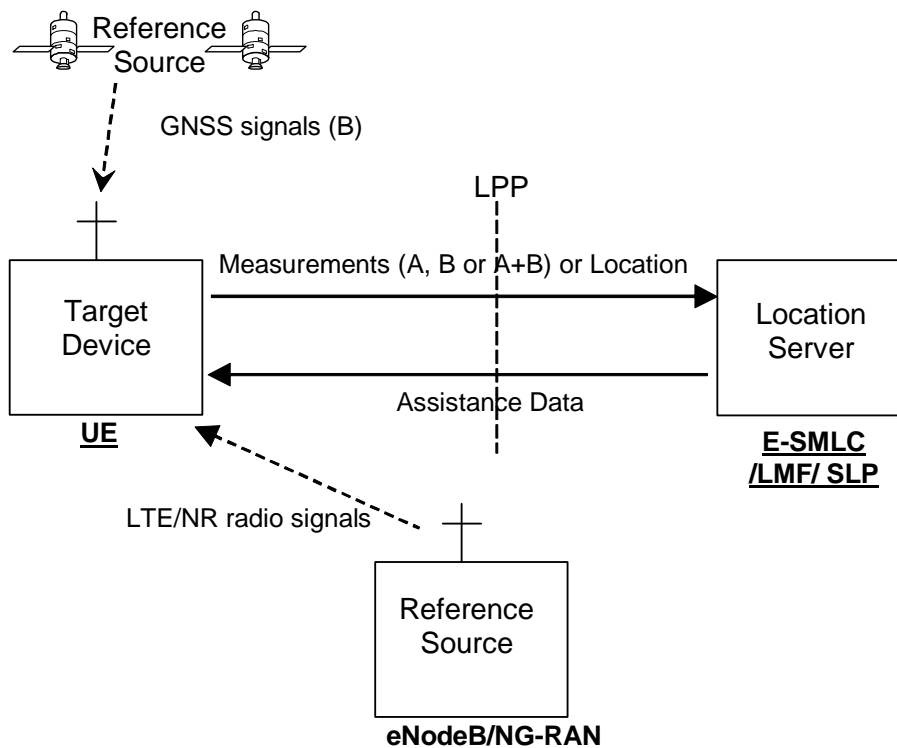 Reference
Source
GNSS signals (B)
LPP
Measurements (A, B or A+B) or Location
Target
Device
Location
Server
Assistance Data
UE
E-SMLC
/LMF/ SLP
LTE/NR radio signals
Reference
Source
eNodeB/NG-RAN